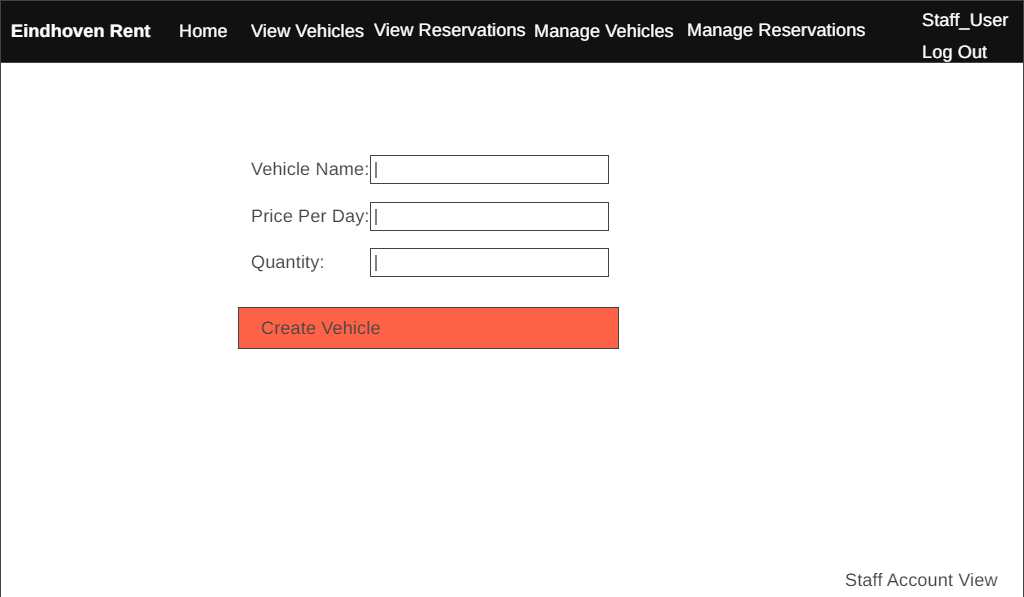 Eindhoven Rent Home View Vehicles View Reservations Manage Vehicles Manage Reservations Staff_User
Log Out
Vehicle Name:
Price Per Day:
Quantity:
Create Vehicle
Staff Account View